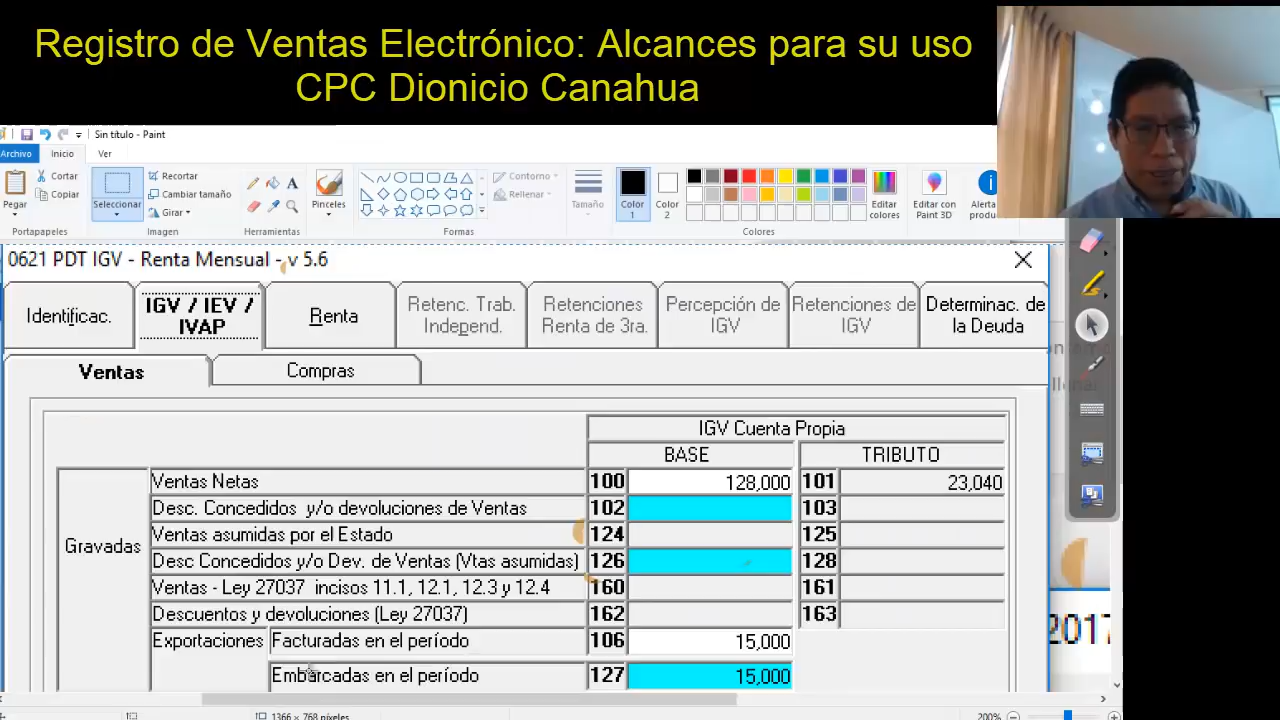 Registro de Ventas Electrónico: Alcances para su uso
CPC Dionicio Canahua
Sin título - Paint
Archivo Inicio Ver
Pegar
Cortar
Copiar
Portapapeles
Seleccionar
Recortar
Cambiar tamaño
Girar
Imagen
Herramientas
Pinceles
Contorno
Rellenar
Formas
Tamaño
Color 1
Color 2
Editar colores
Colores
Editar con Paint 3D
Alerta
0621 PDT IGV - Renta Mensual - v 5.6
Identificac.
IGV / IEV / IVAP
Renta
Retenc. Trab. Independ.
Retenciones Renta de 3ra.
Percepción de IGV
Retenciones de IGV
Determinac. de la Deuda
Ventas Compras
IGV Cuenta Propia
BASE TRIBUTO
Gravadas
Ventas Netas 100 128,000 101 23,040
Desc. Concedidos y/o devoluciones de Ventas 102 103
Ventas asumidas por el Estado 124 125
Desc Concedidos y/o Dev. de Ventas (Vtas asumidas) 126 128
Ventas - Ley 27037 incisos 11.1, 12.1, 12.3 y 12.4 160 161
Descuentos y devoluciones (Ley 27037) 162 163
Exportaciones Facturadas en el período 106 15,000
Embarcadas en el período 127 15,000
2017
1366 × 768 píxeles
200%